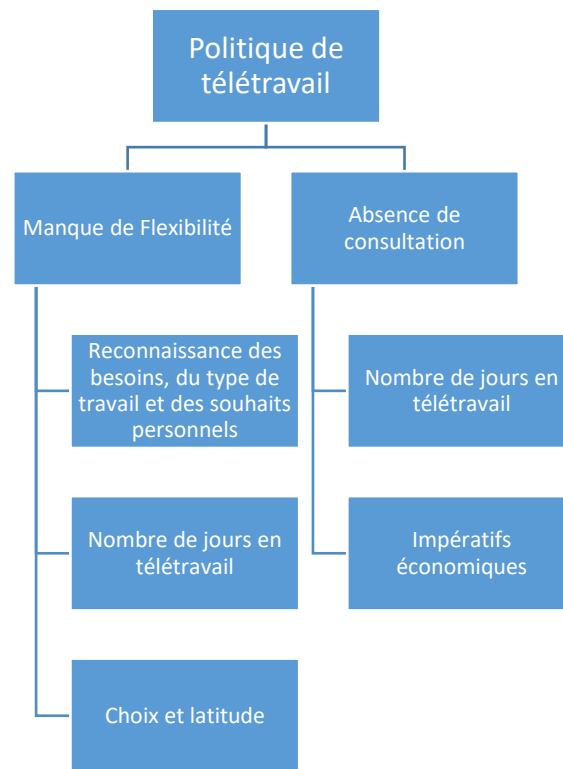 Politique de
télétravail
Manque de Flexibilité
Absence de
consultation
Reconnaissance des
besoins, du type de
travail et des souhaits
personnels
Nombre de jours en
télétravail
Nombre de jours en
télétravail
Impératifs
économiques
Choix et latitude